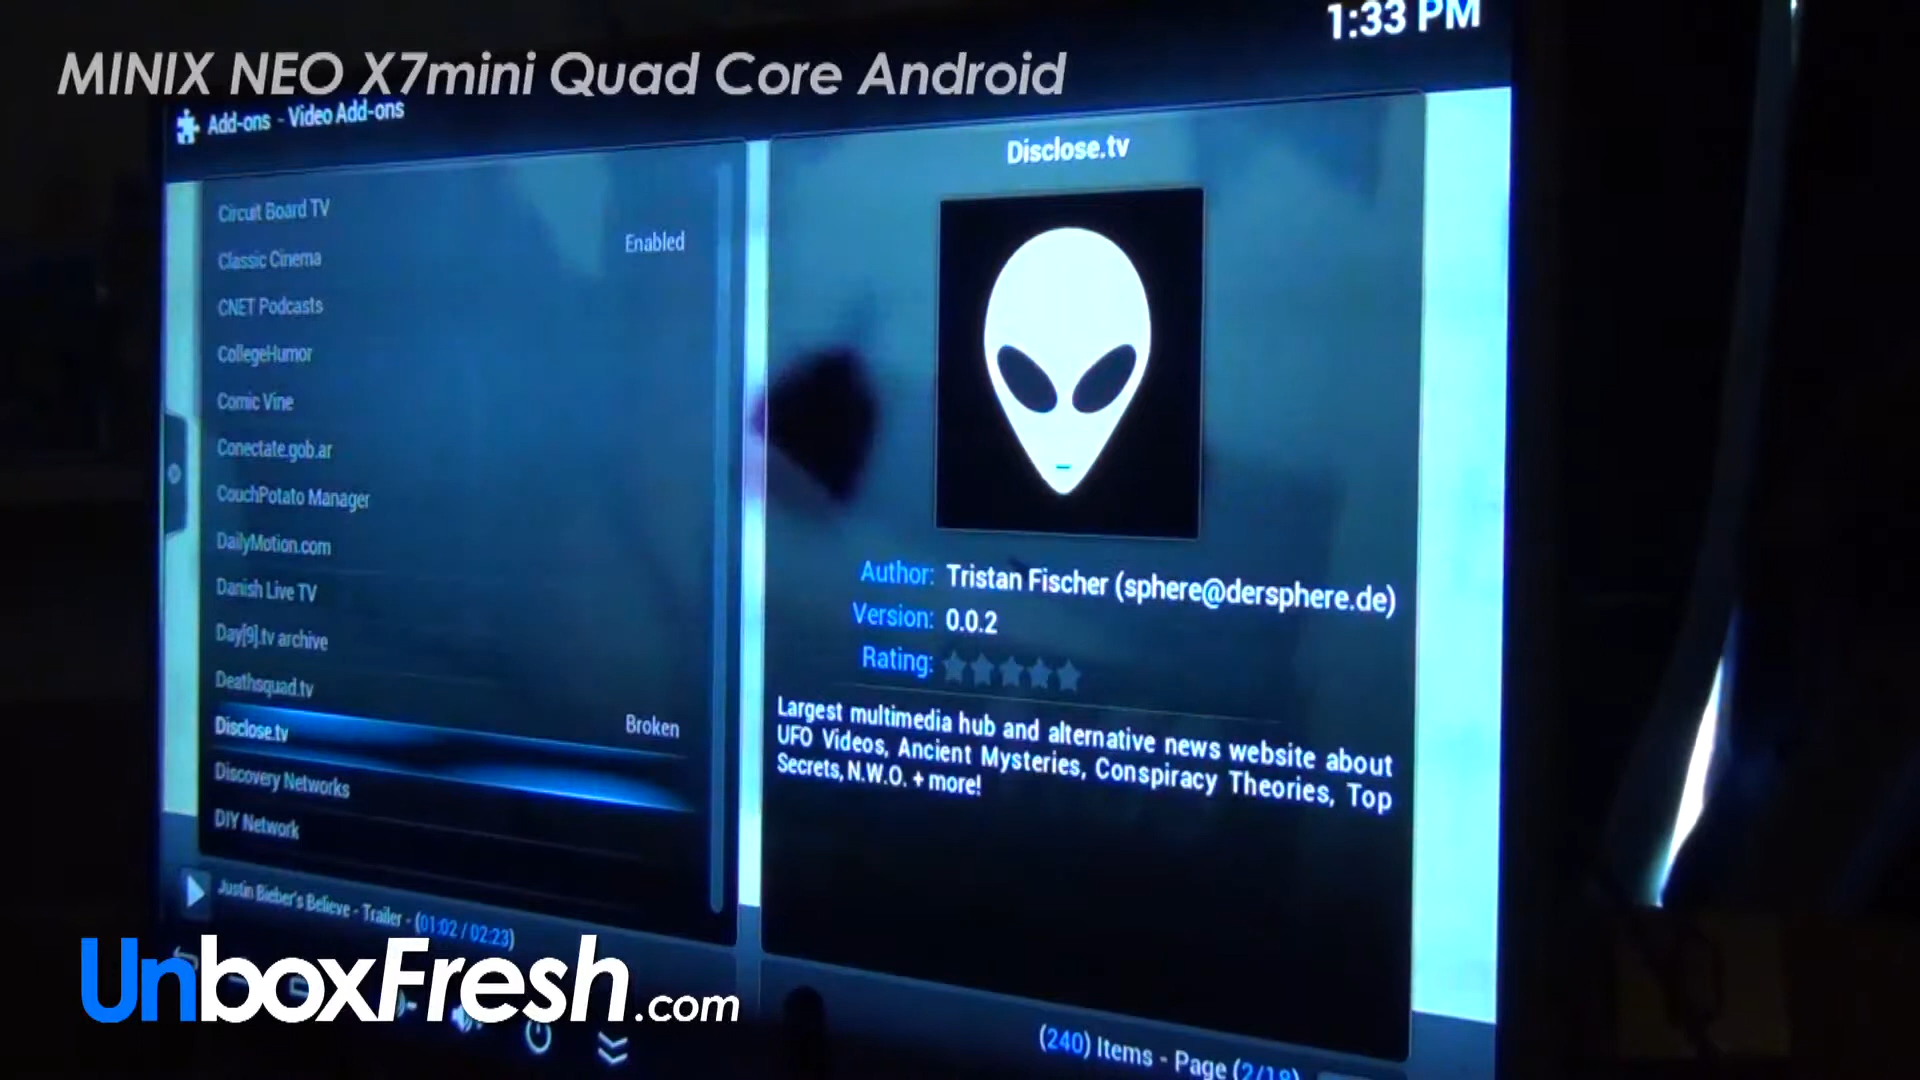 1:33 PM
MINIX NEO X7mini Quad Core Android
Add-ons - Video Add-ons
Circuit Board TV
Enabled
Classic Cinema
CNET Podcasts
CollegeHumor
Comic Vine
Conectate.gob.ar
CouchPotato Manager
DailyMotion.com
Danish Live TV
Day[9].tv archive
Deathsquad.tv
Disclose.tv
Broken
Discovery Networks
DIY Network
Justin Bieber's Believe - Trailer - (01:02 / 02:23)
Disclose.tv
Author: Tristan Fischer (sphere@dersphere.de)
Version: 0.0.2
Rating:
Largest multimedia hub and alternative news website about
UFO Videos, Ancient Mysteries, Conspiracy Theories, Top
Secrets, N.W.O. + more!
(240) Items - Page (2/18)
UnboxFresh.com